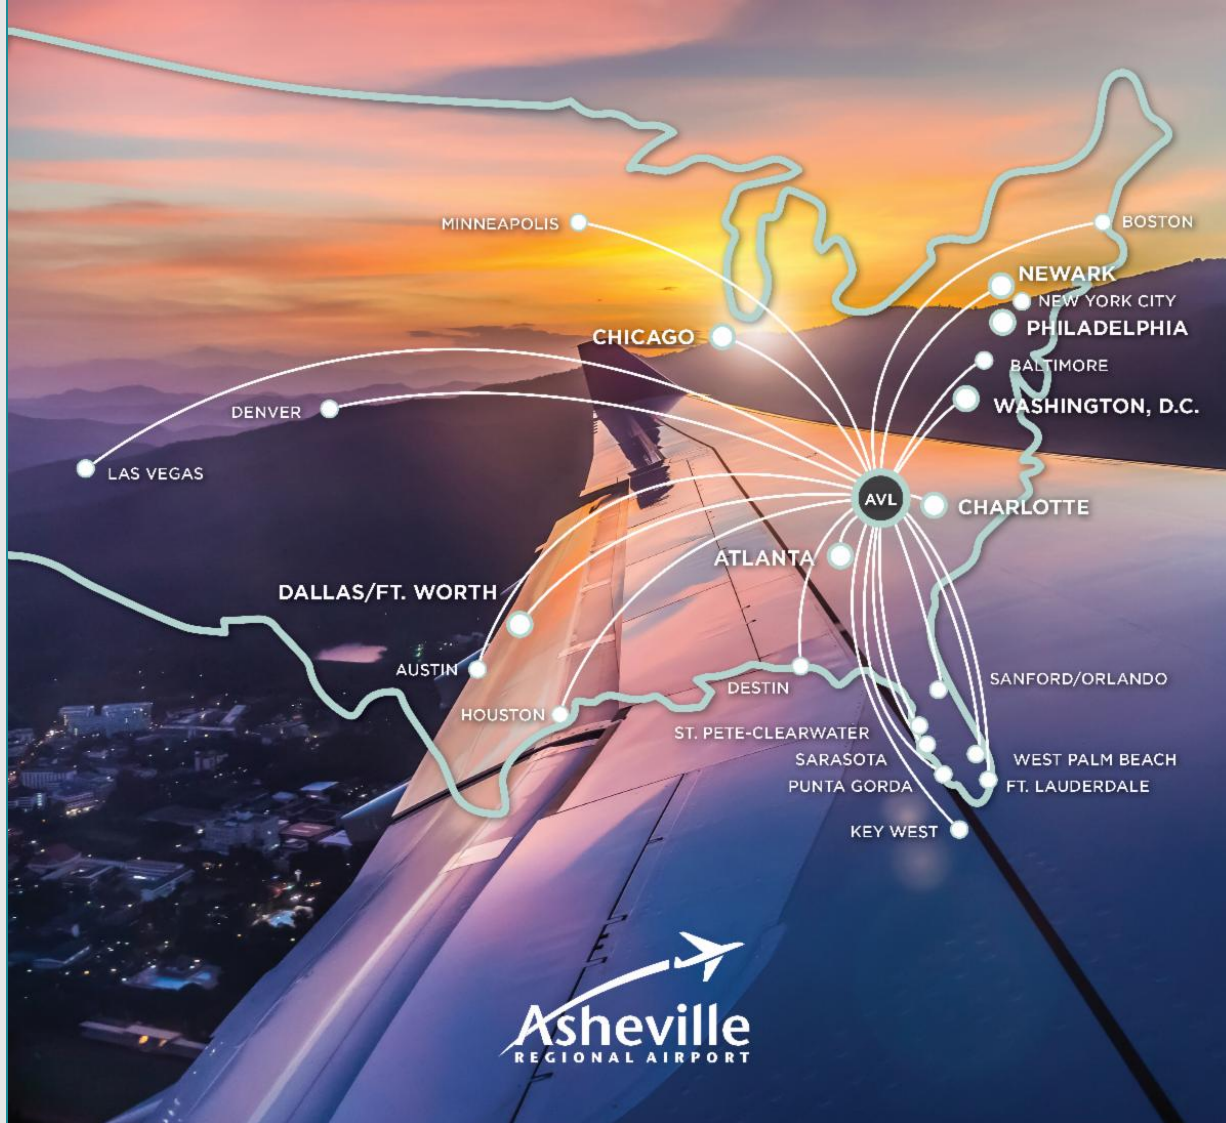 MINNEAPOLIS
BOSTON
NEWARK
NEW YORK CITY
PHILADELPHIA
CHICAGO
BALTIMORE
WASHINGTON, D.C.
DENVER
LAS VEGAS
AVL
CHARLOTTE
ATLANTA
DALLAS/FT. WORTH
AUSTIN
HOUSTON
DESTIN
SANFORD/ORLANDO
ST. PETE-CLEARWATER
SARASOTA
WEST PALM BEACH
PUNTA GORDA
FT. LAUDERDALE
KEY WEST
Asheville
REGIONAL AIRPORT